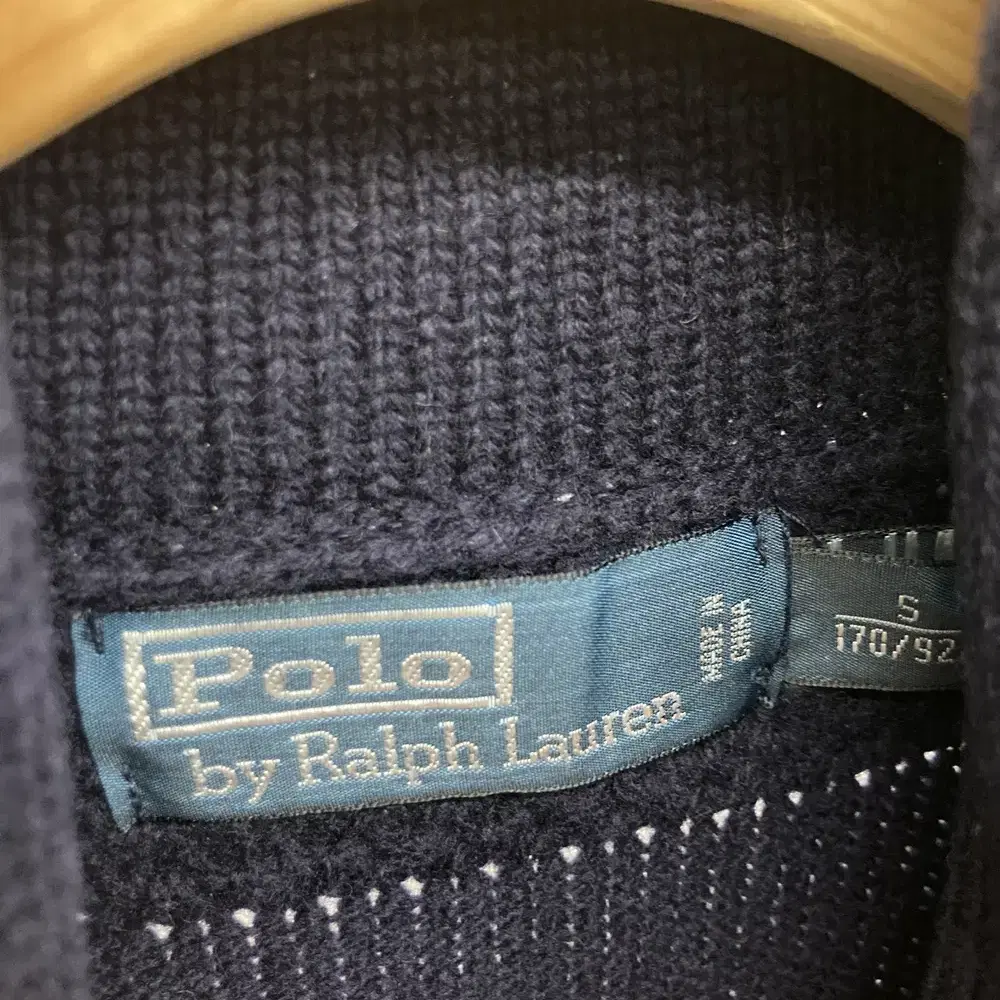 Polo
by Ralph Lauren
MADE IN
CHINA
S
170/92